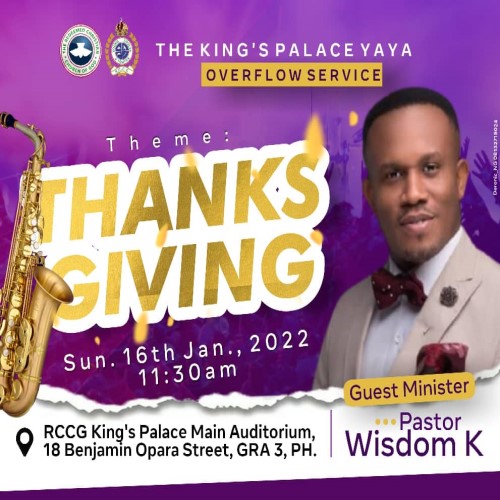 THE KING'S PALACE YAYA
OVERFLOW SERVICE
Theme:
THANKS
GIVING
Sun. 16th Jan., 2022
11:30am
Guest Minister
Pastor
Wisdom K
RCCG King's Palace Main Auditorium,
18 Benjamin Opara Street, GRA 3, PH.